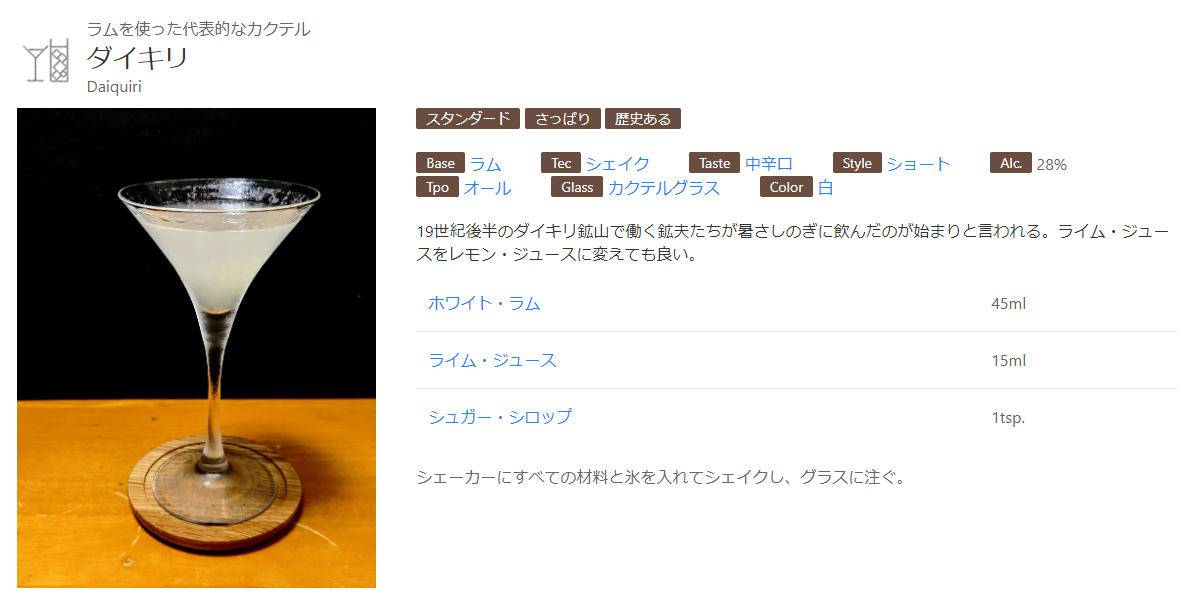 ラムを使った代表的なカクテル
ダイキリ
Daiquiri
スタンダード さっぱり 歴史ある
Base ラム Tec シェイク Taste 中辛口 Style ショート Alc. 28%
Tpo オール Glass カクテルグラス Color 白
19世紀後半のダイキリ鉱山で働く鉱夫たちが暑さしのぎに飲んだのが始まりと言われる。ライム・ジュー
スをレモン・ジュースに変えても良い。
ホワイト・ラム 45ml
ライム・ジュース 15ml
シュガー・シロップ 1tsp.
シェーカーにすべての材料と氷を入れてシェイクし、グラスに注ぐ。